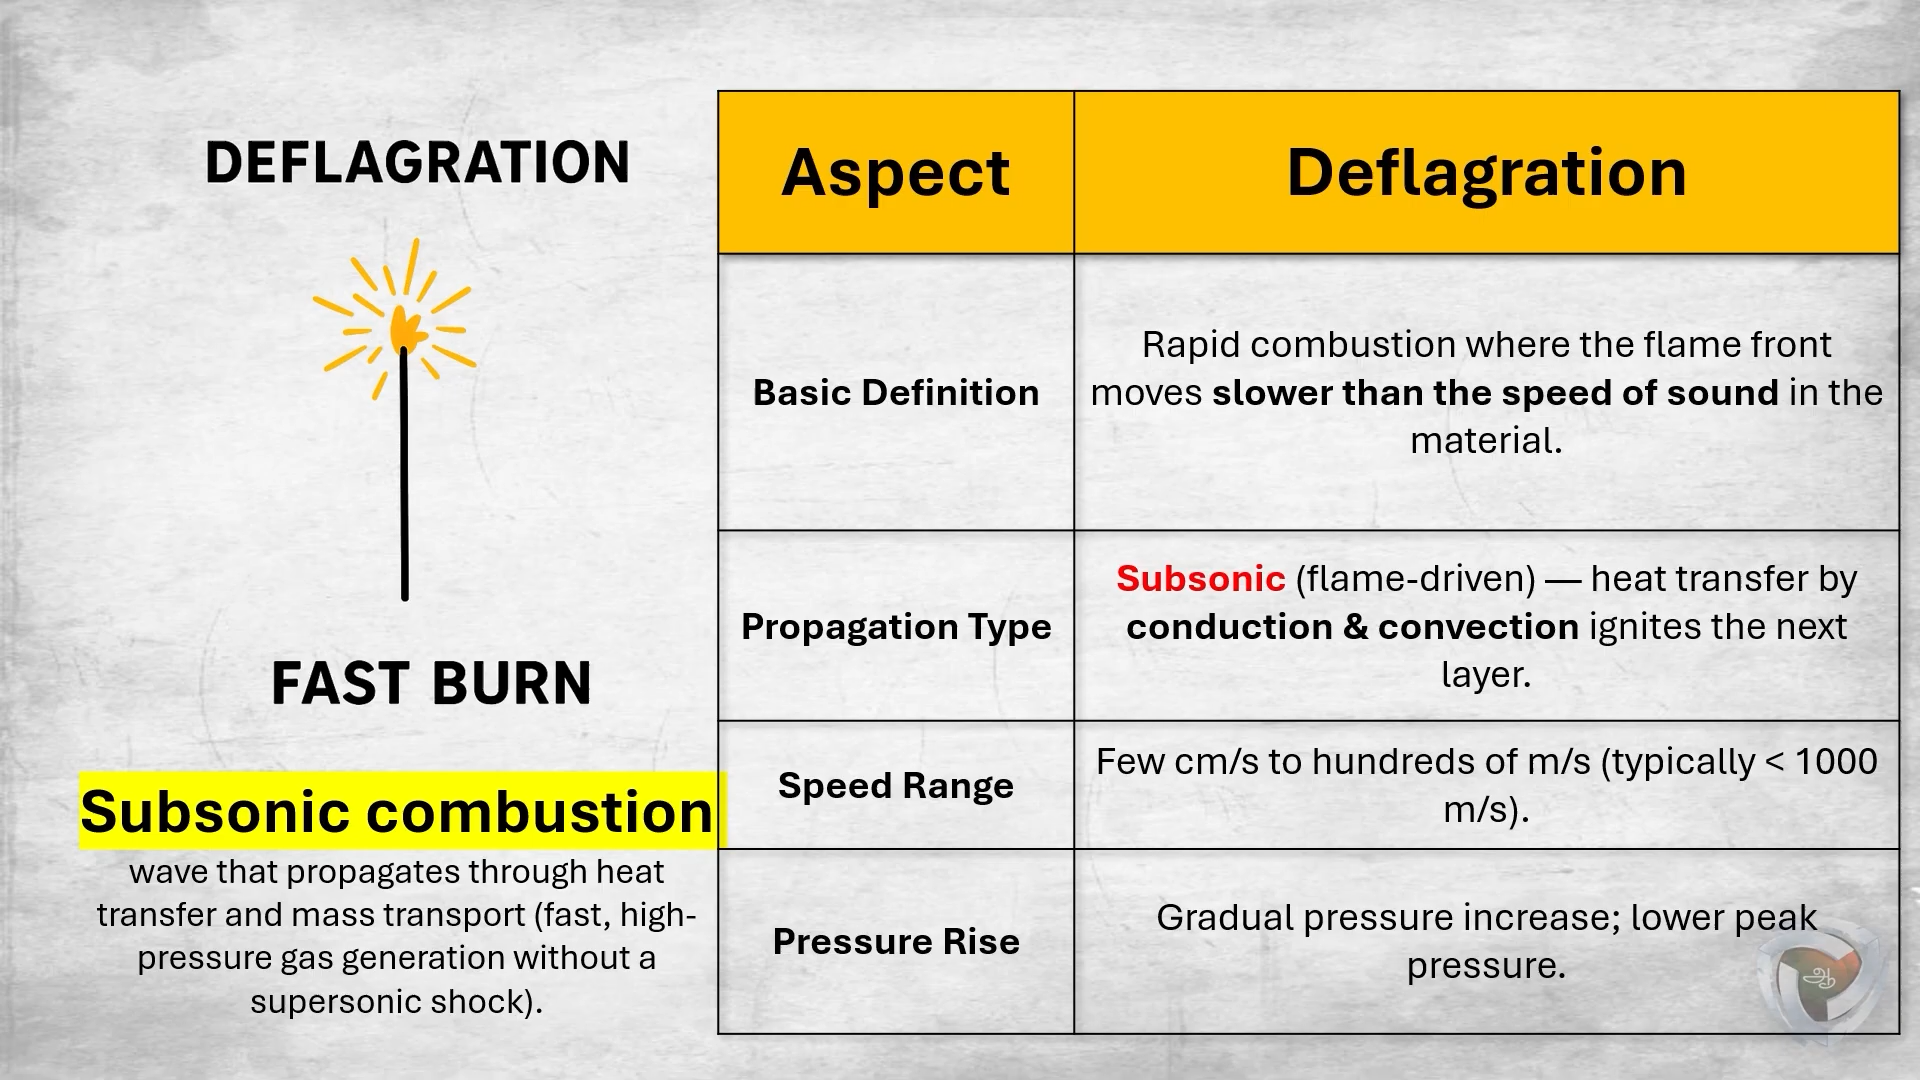 DEFLAGRATION
FAST BURN
Subsonic combustion
wave that propagates through heat
transfer and mass transport (fast, high-
pressure gas generation without a
supersonic shock).
Aspect
Deflagration
Basic Definition
Rapid combustion where the flame front
moves slower than the speed of sound in the
material.
Propagation Type
Subsonic (flame-driven) — heat transfer by
conduction & convection ignites the next
layer.
Speed Range
Few cm/s to hundreds of m/s (typically < 1000
m/s).
Pressure Rise
Gradual pressure increase; lower peak
pressure.